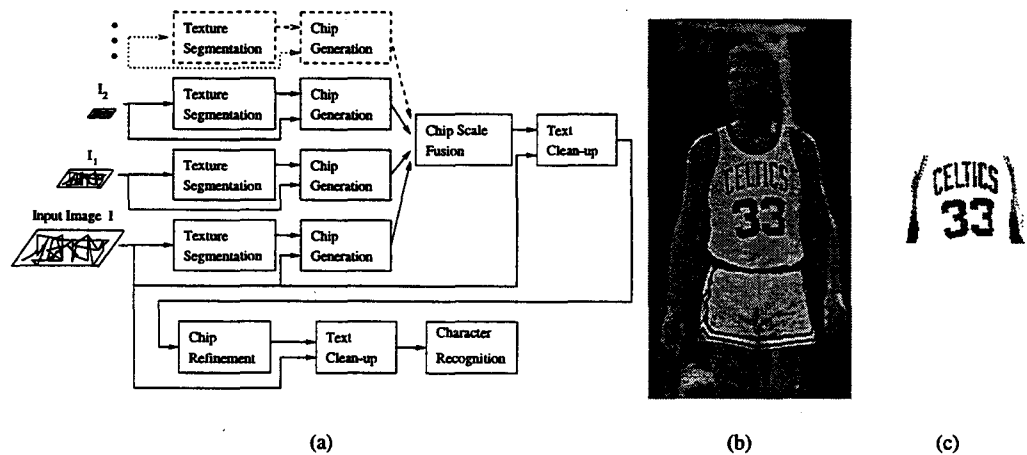 Texture
Segmentation
Chip
Generation
I2
Texture
Segmentation
Chip
Generation
I1
Texture
Segmentation
Chip
Generation
Input Image I
Texture
Segmentation
Chip
Generation
Chip Scale
Fusion
Text
Clean-up
Chip
Refinement
Text
Clean-up
Character
Recognition
(a)
CELTICS
33
(b)
CELTICS
33
(c)